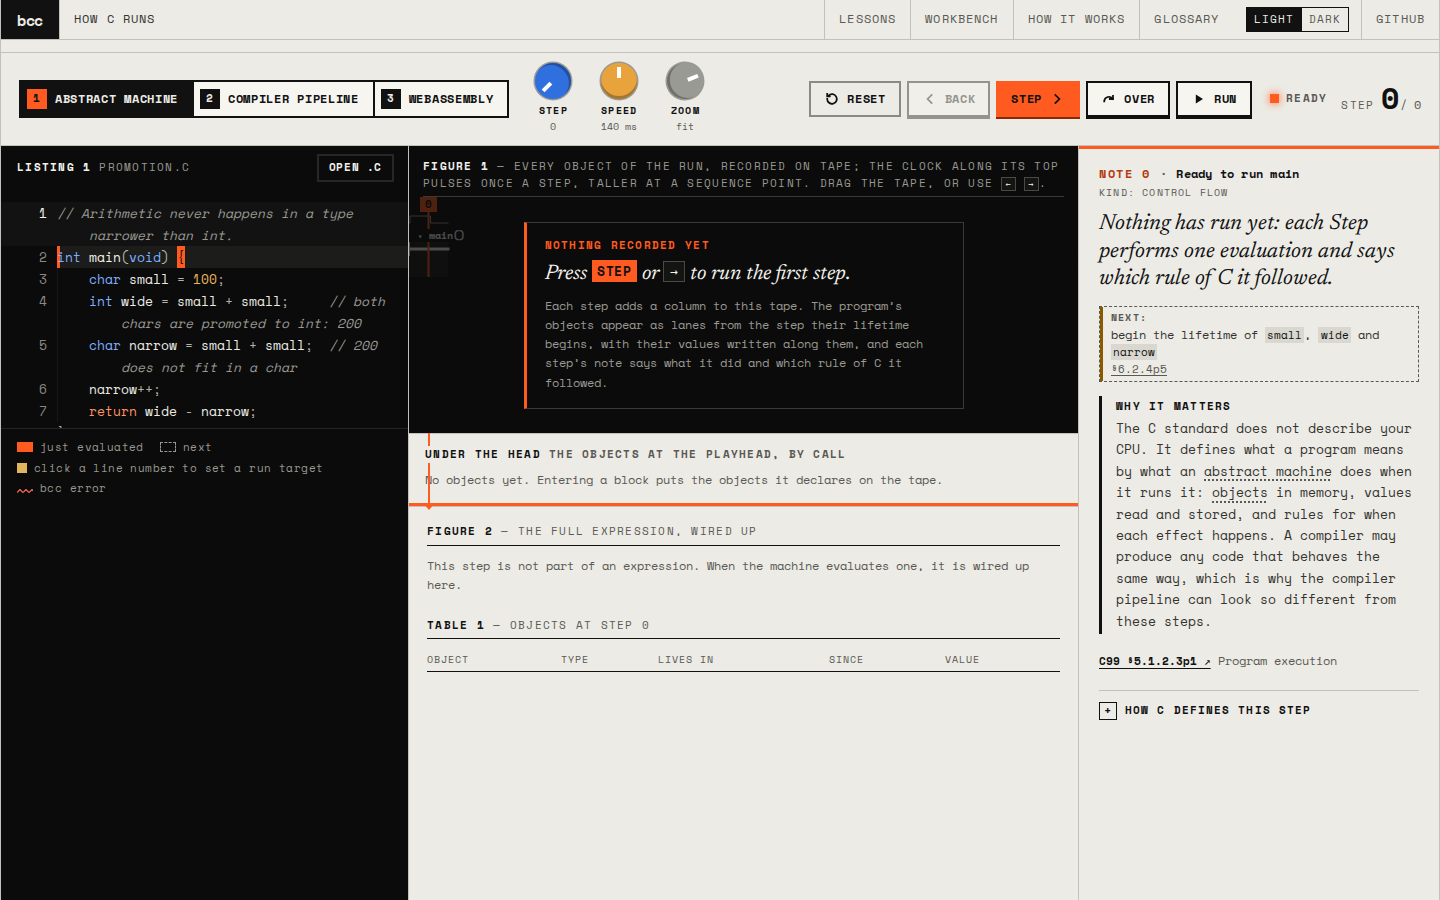 bcc HOW C RUNS LESSONS WORKBENCH HOW IT WORKS GLOSSARY LIGHT DARK GITHUB
1 ABSTRACT MACHINE 2 COMPILER PIPELINE 3 WEBASSEMBLY
STEP SPEED ZOOM
0 140 ms fit
RESET BACK STEP OVER RUN READY STEP 0 / 0
LISTING 1 PROMOTION.C OPEN .C
1 // Arithmetic never happens in a type
narrower than int.
2 int main(void) {
3 char small = 100;
4 int wide = small + small; // both
chars are promoted to int: 200
5 char narrow = small + small; // 200
does not fit in a char
6 narrow++;
7 return wide - narrow;
just evaluated next
click a line number to set a run target
bcc error
FIGURE 1 — EVERY OBJECT OF THE RUN, RECORDED ON TAPE; THE CLOCK ALONG ITS TOP
PULSES ONCE A STEP, TALLER AT A SEQUENCE POINT. DRAG THE TAPE, OR USE ← →.
0
▾ main()
NOTHING RECORDED YET
Press STEP or → to run the first step.
Each step adds a column to this tape. The program's
objects appear as lanes from the step their lifetime
begins, with their values written along them, and each
step's note says what it did and which rule of C it
followed.
UNDER THE HEAD THE OBJECTS AT THE PLAYHEAD, BY CALL
No objects yet. Entering a block puts the objects it declares on the tape.
FIGURE 2 — THE FULL EXPRESSION, WIRED UP
This step is not part of an expression. When the machine evaluates one, it is wired up
here.
TABLE 1 — OBJECTS AT STEP 0
OBJECT TYPE LIVES IN SINCE VALUE
NOTE 0 · Ready to run main
KIND: CONTROL FLOW
Nothing has run yet: each Step
performs one evaluation and says
which rule of C it followed.
NEXT:
begin the lifetime of small, wide and
narrow
§6.2.4p5
WHY IT MATTERS
The C standard does not describe your
CPU. It defines what a program means
by what an abstract machine does when
it runs it: objects in memory, values
read and stored, and rules for when
each effect happens. A compiler may
produce any code that behaves the
same way, which is why the compiler
pipeline can look so different from
these steps.
C99 §5.1.2.3p1 ↗ Program execution
+ HOW C DEFINES THIS STEP